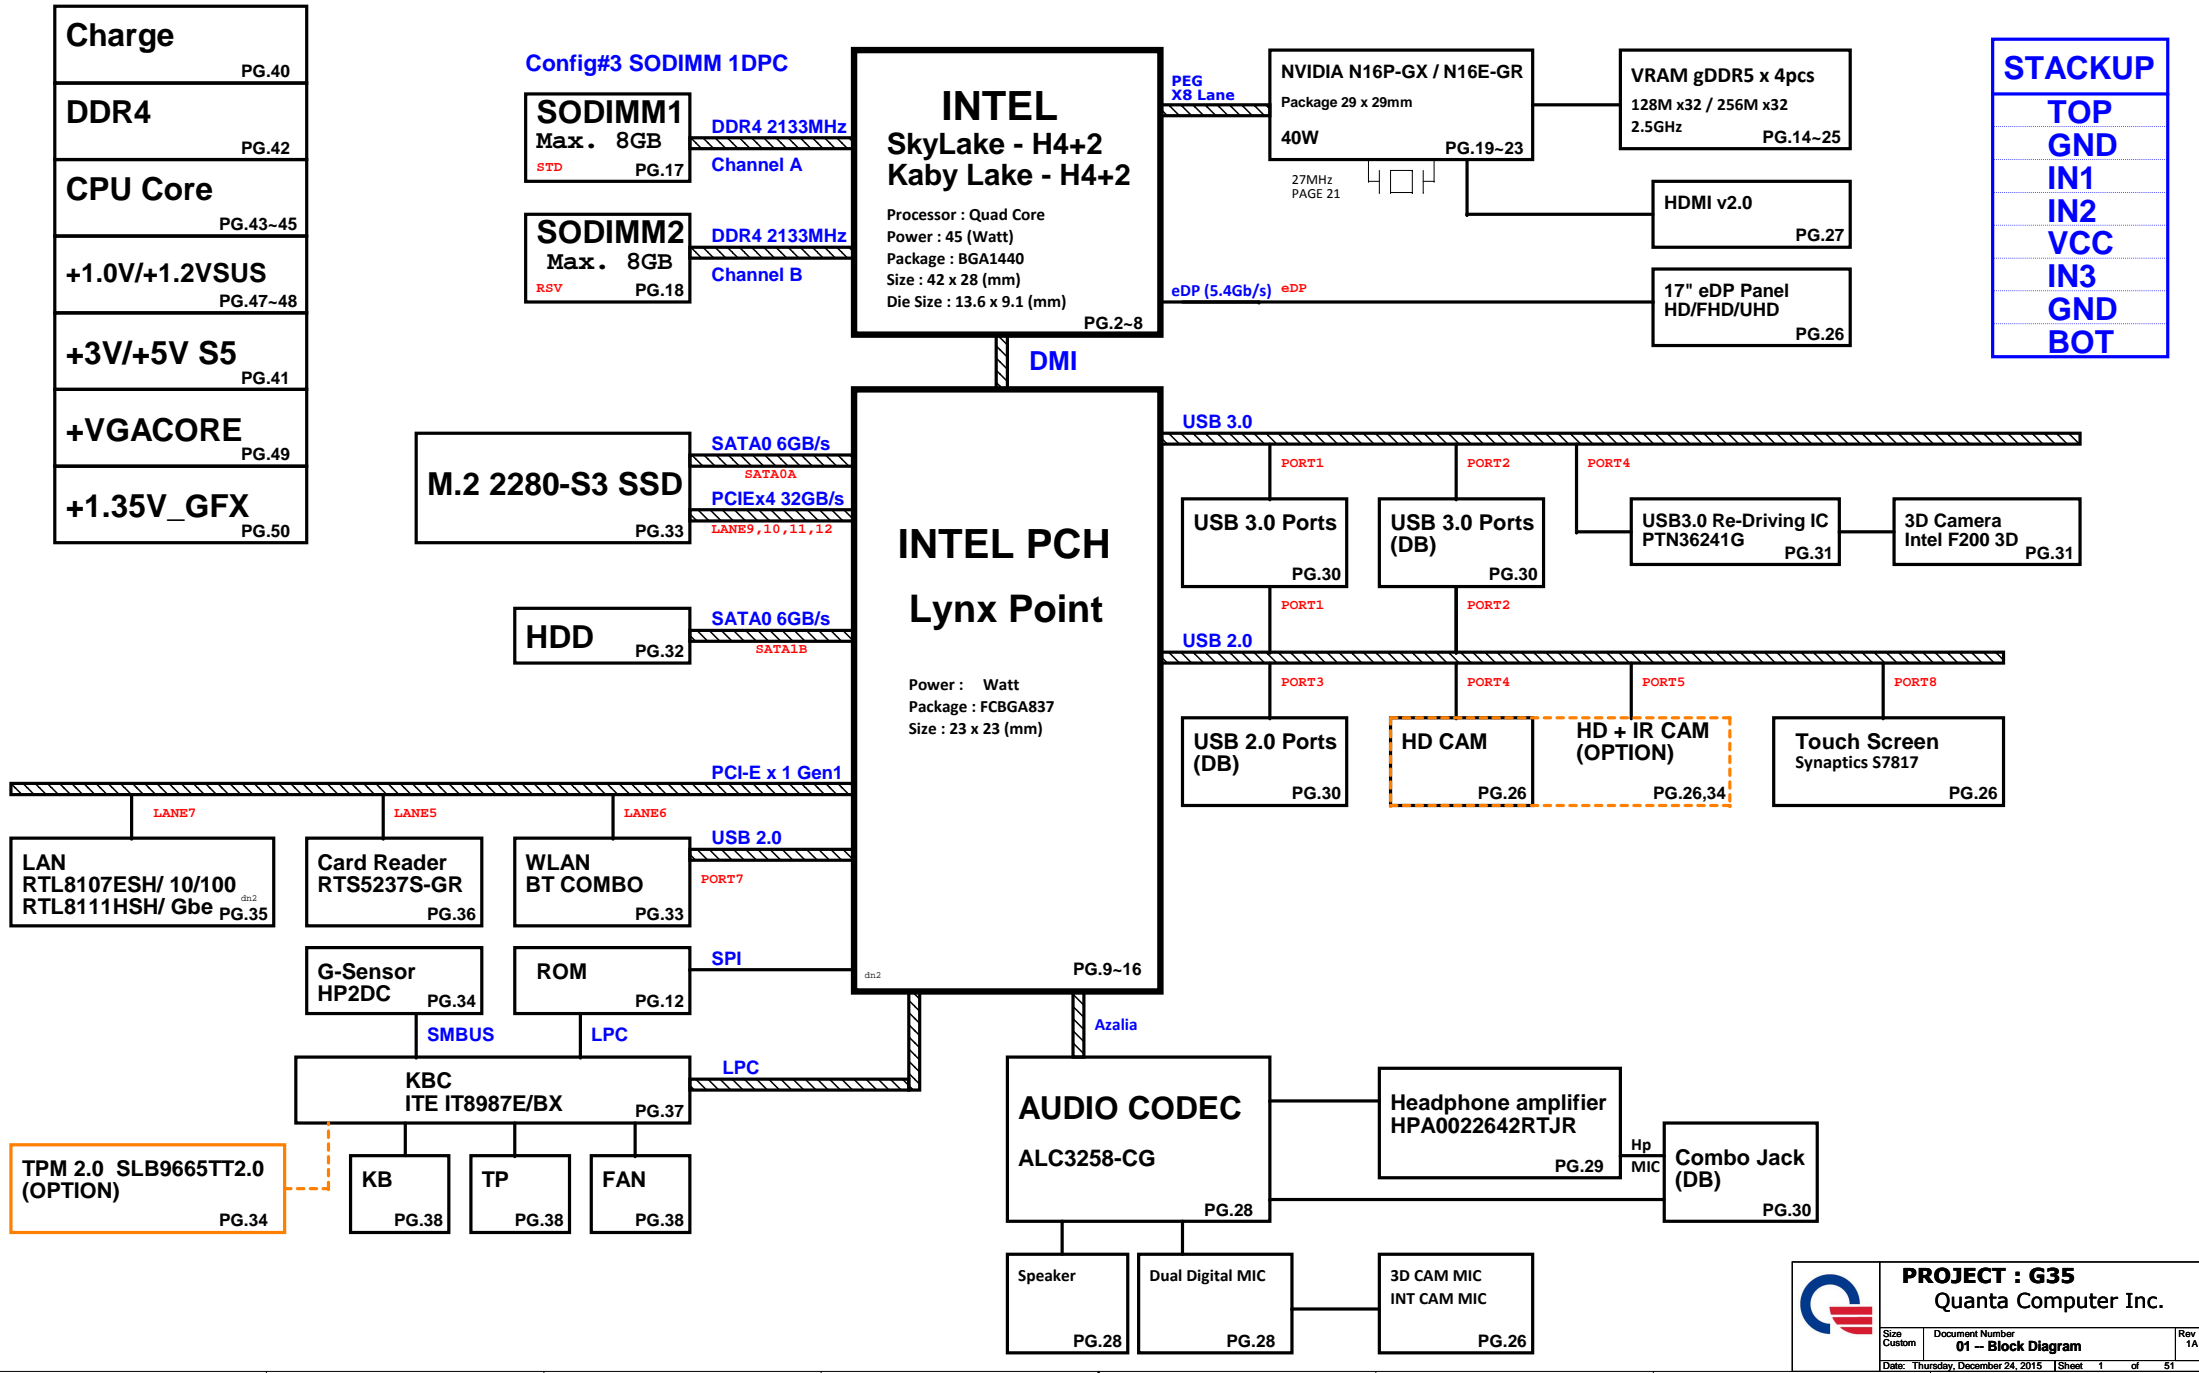 Charge
PG.40
DDR4
PG.42
CPU Core
PG.43~45
+1.0V/+1.2VSUS
PG.47~48
+3V/+5V S5
PG.41
+VGACORE
PG.49
+1.35V_GFX
PG.50
Config#3 SODIMM 1DPC
SODIMM1
Max. 8GB
STD
PG.17
DDR4 2133MHz
Channel A
SODIMM2
Max. 8GB
RSV
PG.18
DDR4 2133MHz
Channel B
INTEL
SkyLake - H4+2
Kaby Lake - H4+2
Processor : Quad Core
Power : 45 (Watt)
Package : BGA1440
Size : 42 x 28 (mm)
Die Size : 13.6 x 9.1 (mm)
PG.2~8
PEG
X8 Lane
NVIDIA N16P-GX / N16E-GR
Package 29 x 29mm
40W
PG.19~23
27MHz
PAGE 21
VRAM gDDR5 x 4pcs
128M x32 / 256M x32
2.5GHz
PG.14~25
HDMI v2.0
PG.27
eDP (5.4Gb/s)
eDP
17" eDP Panel
HD/FHD/UHD
PG.26
STACKUP
TOP
GND
IN1
IN2
VCC
IN3
GND
BOT
DMI
M.2 2280-S3 SSD
PG.33
SATA0 6GB/s
SATA0A
PCIEx4 32GB/s
LANE9,10,11,12
HDD
PG.32
SATA0 6GB/s
SATA1B
INTEL PCH
Lynx Point
Power : Watt
Package : FCBGA837
Size : 23 x 23 (mm)
dn2
PG.9~16
USB 3.0
PORT1
PORT2
PORT4
USB 3.0 Ports
PG.30
USB 3.0 Ports
(DB)
PG.30
USB3.0 Re-Driving IC
PTN36241G
PG.31
3D Camera
Intel F200 3D
PG.31
PORT1
PORT2
USB 2.0
PORT3
PORT4
PORT5
PORT8
USB 2.0 Ports
(DB)
PG.30
HD CAM
PG.26
HD + IR CAM
(OPTION)
PG.26,34
Touch Screen
Synaptics S7817
PG.26
PCI-E x 1 Gen1
LANE7
LANE5
LANE6
LAN
RTL8107ESH/ 10/100
RTL8111HSH/ Gbe
dn2
PG.35
Card Reader
RTS5237S-GR
PG.36
WLAN
BT COMBO
PG.33
USB 2.0
PORT7
G-Sensor
HP2DC
PG.34
ROM
PG.12
SPI
SMBUS
LPC
KBC
ITE IT8987E/BX
PG.37
LPC
TPM 2.0 SLB9665TT2.0
(OPTION)
PG.34
KB
PG.38
TP
PG.38
FAN
PG.38
Azalia
AUDIO CODEC
ALC3258-CG
PG.28
Headphone amplifier
HPA0022642RTJR
PG.29
Hp
MIC
Combo Jack
(DB)
PG.30
Speaker
PG.28
Dual Digital MIC
PG.28
3D CAM MIC
INT CAM MIC
PG.26
PROJECT : G35
Quanta Computer Inc.
Size
Custom
Document Number
01 -- Block Diagram
Rev
1A
Date: Thursday, December 24, 2015
Sheet 1 of 51